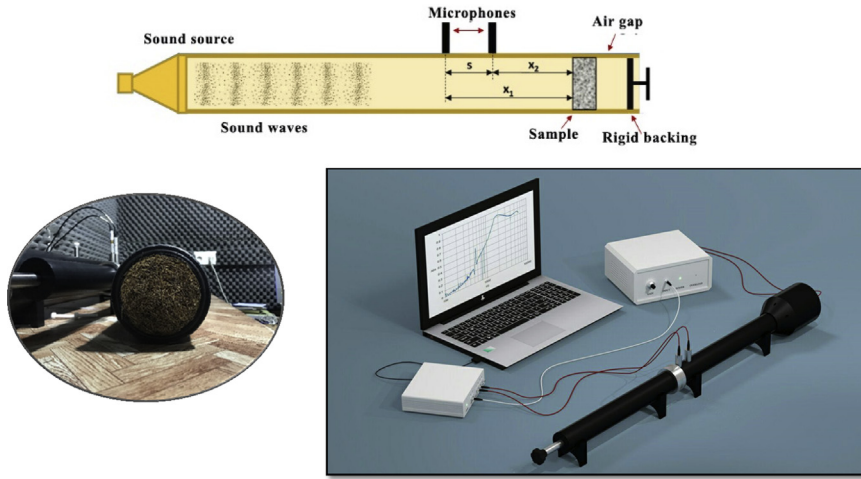 Microphones
Air gap
Sound source
s
x₂
x₁
Sound waves
Sample
Rigid backing